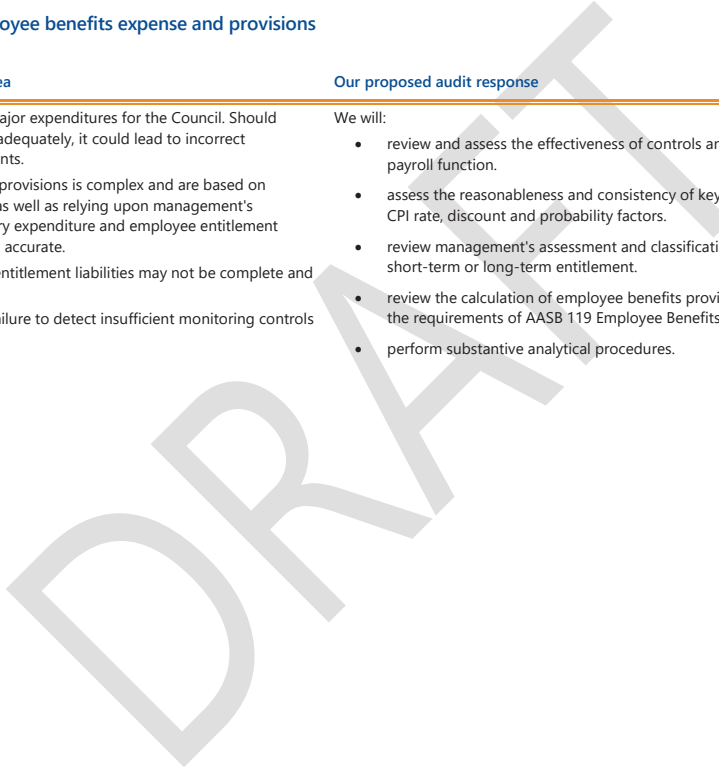 oyee benefits expense and provisions
ea
Our proposed audit response
ajor expenditures for the Council. Should
adequately, it could lead to incorrect
nts.
provisions is complex and are based on
as well as relying upon management's
ry expenditure and employee entitlement
accurate.
entitlement liabilities may not be complete and
ilure to detect insufficient monitoring controls
We will:
• review and assess the effectiveness of controls ar
payroll function.
• assess the reasonableness and consistency of key
CPI rate, discount and probability factors.
• review management's assessment and classificati
short-term or long-term entitlement.
• review the calculation of employee benefits provi
the requirements of AASB 119 Employee Benefits
• perform substantive analytical procedures.
DRAFT